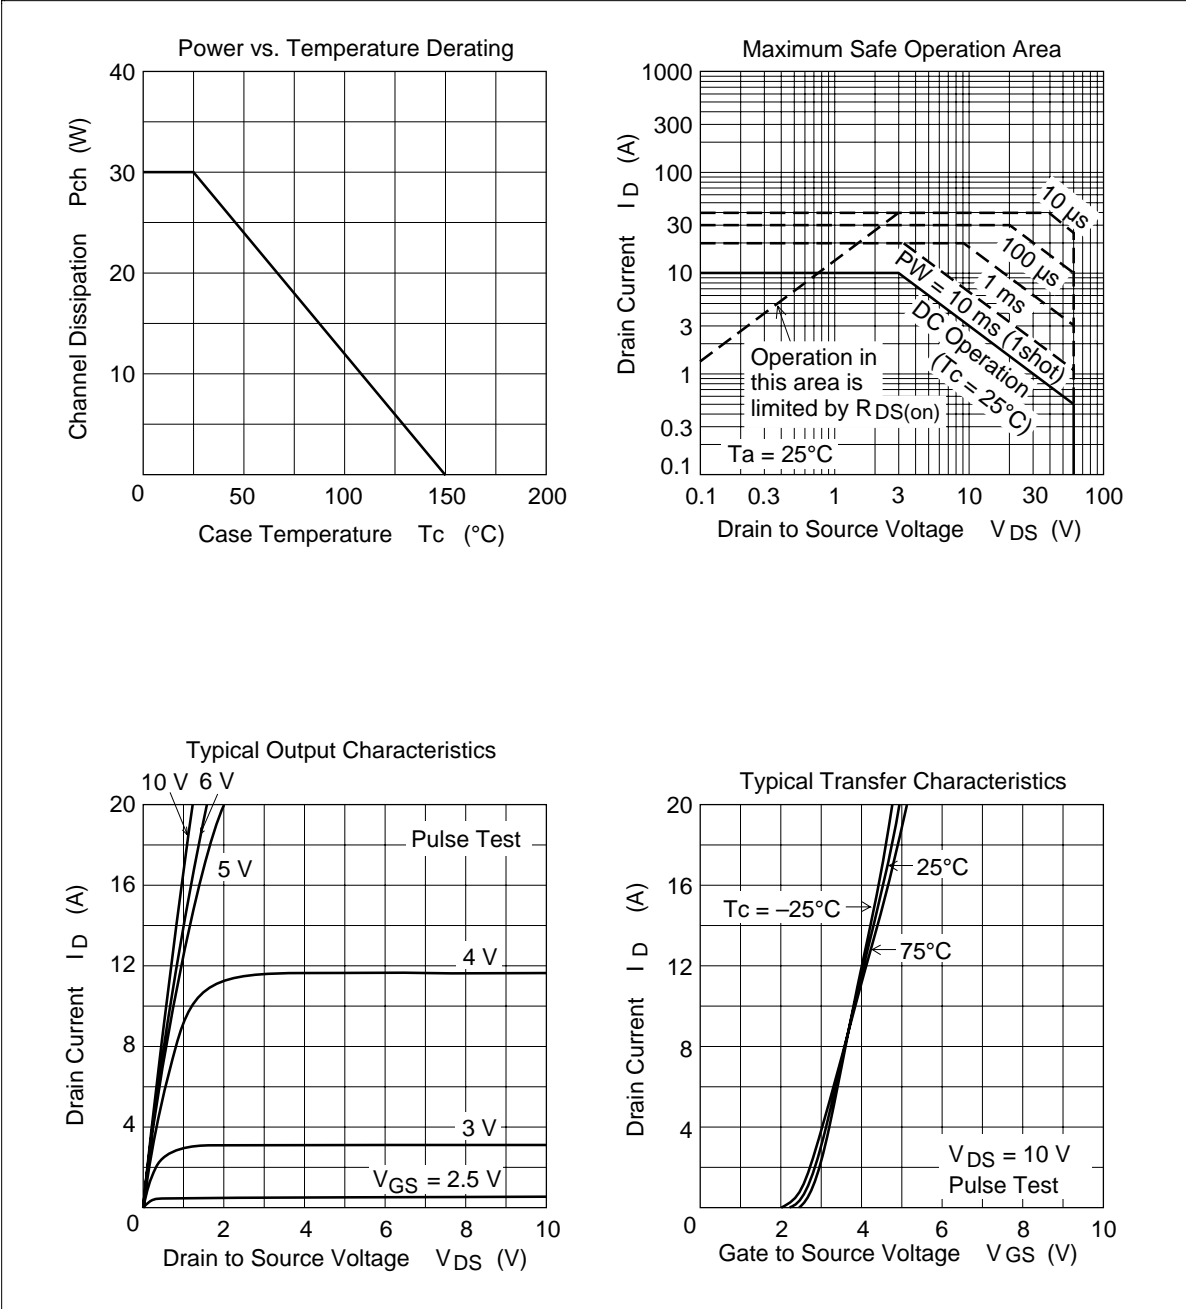 Power vs. Temperature Derating
40
30
20
10
0
50
100
150
200
Channel Dissipation Pch (W)
Case Temperature Tc (°C)
Maximum Safe Operation Area
1000
300
100
30
10
3
1
0.3
0.1
0.1
0.3
1
3
10
30
100
Drain Current I D (A)
Drain to Source Voltage V DS (V)
10 µs
100 µs
1 ms
PW = 10 ms (1shot)
DC Operation
(Tc = 25°C)
Operation in
this area is
limited by R DS(on)
Ta = 25°C
Typical Output Characteristics
10 V
6 V
20
16
12
8
4
0
2
4
6
8
10
Pulse Test
5 V
4 V
3 V
V GS = 2.5 V
Drain Current I D (A)
Drain to Source Voltage V DS (V)
Typical Transfer Characteristics
20
16
12
8
4
0
2
4
6
8
10
25°C
Tc = –25°C
75°C
V DS = 10 V
Pulse Test
Drain Current I D (A)
Gate to Source Voltage V GS (V)